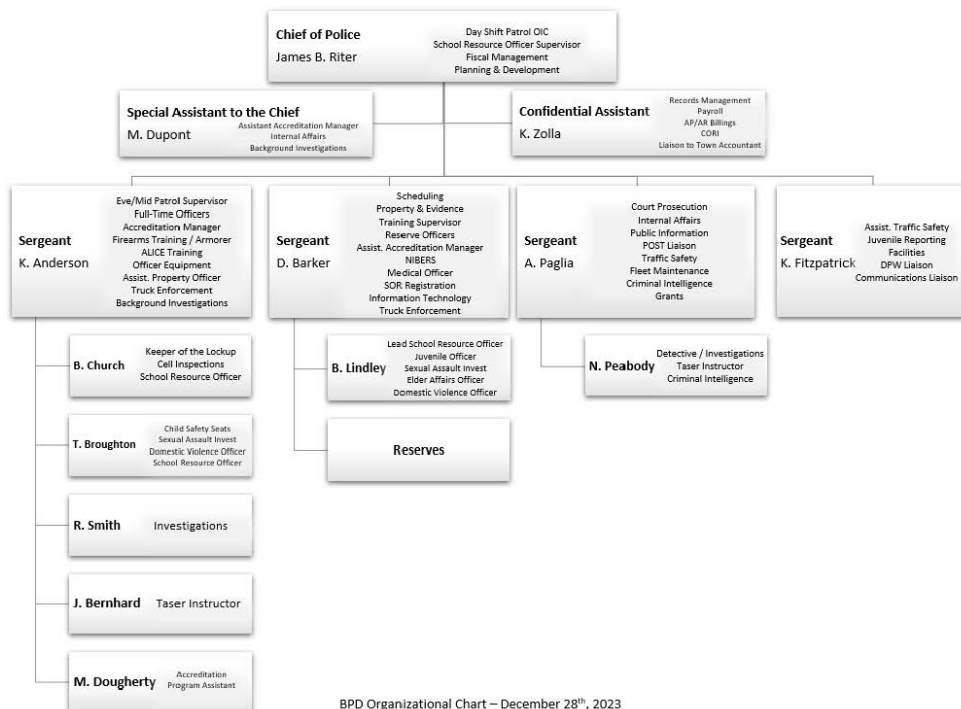 Chief of Police
James B. Riter
Day Shift Patrol OIC
School Resource Officer Supervisor
Fiscal Management
Planning & Development
Special Assistant to the Chief
M. Dupont
Assistant Accreditation Manager
Internal Affairs
Background Investigations
Confidential Assistant
K. Zolla
Records Management
Payroll
AP/AR Billings
CORI
Liaison to Town Accountant
Sergeant
K. Anderson
Eve/Mid Patrol Supervisor
Full-Time Officers
Accreditation Manager
Firearms Training / Armorer
ALICE Training
Officer Equipment
Assist. Property Officer
Truck Enforcement
Background Investigations
Sergeant
D. Barker
Scheduling
Property & Evidence
Training Supervisor
Reserve Officers
Assist. Accreditation Manager
NIBERS
Medical Officer
SOR Registration
Information Technology
Truck Enforcement
Sergeant
A. Paglia
Court Prosecution
Internal Affairs
Public Information
POST Liaison
Traffic Safety
Fleet Maintenance
Criminal Intelligence
Grants
Sergeant
K. Fitzpatrick
Assist. Traffic Safety
Juvenile Reporting
Facilities
DPW Liaison
Communications Liaison
B. Church
Keeper of the Lockup
Cell Inspections
School Resource Officer
B. Lindley
Lead School Resource Officer
Juvenile Officer
Sexual Assault Invest
Elder Affairs Officer
Domestic Violence Officer
N. Peabody
Detective / Investigations
Taser Instructor
Criminal Intelligence
T. Broughton
Child Safety Seats
Sexual Assault Invest
Domestic Violence Officer
School Resource Officer
Reserves
R. Smith
Investigations
J. Bernhard
Taser Instructor
M. Dougherty
Accreditation
Program Assistant
BPD Organizational Chart – December 28th, 2023